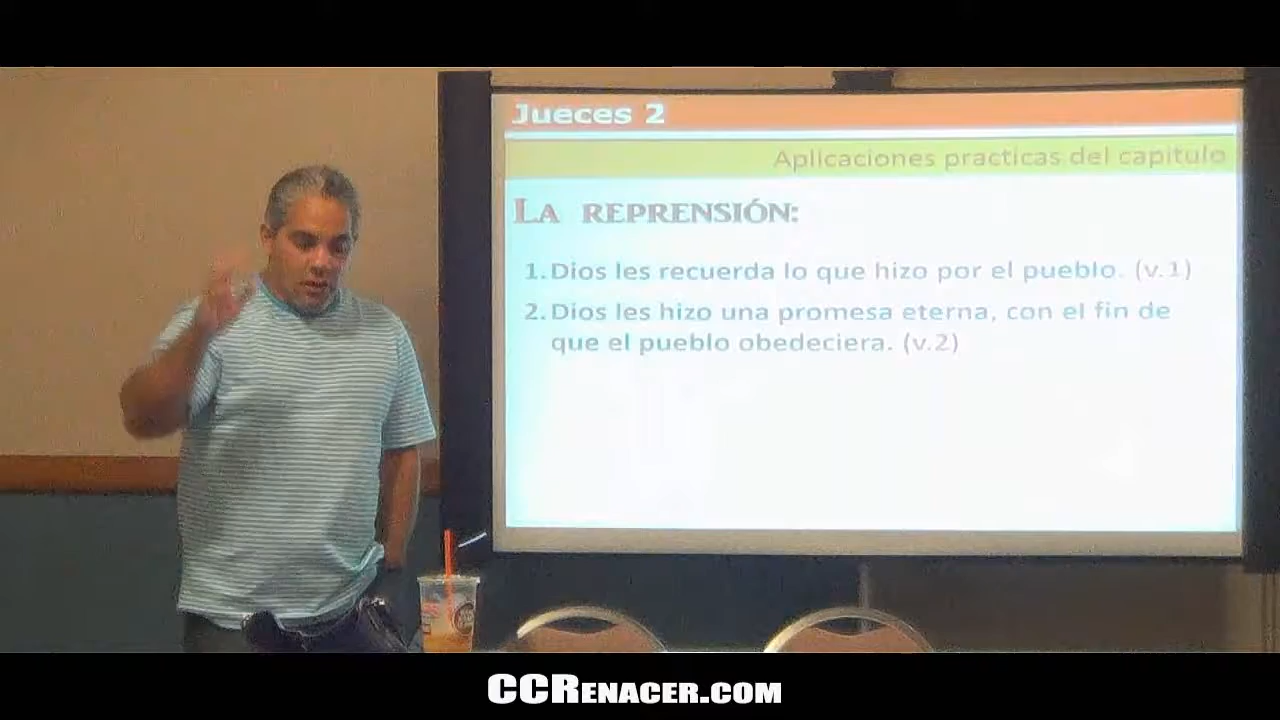 Jueces 2
Aplicaciones practicas del capitulo
LA REPRENSIÓN:
1. Dios les recuerda lo que hizo por el pueblo. (v.1)
2. Dios les hizo una promesa eterna, con el fin de
que el pueblo obedeciera. (v.2)
CCRENACER.COM